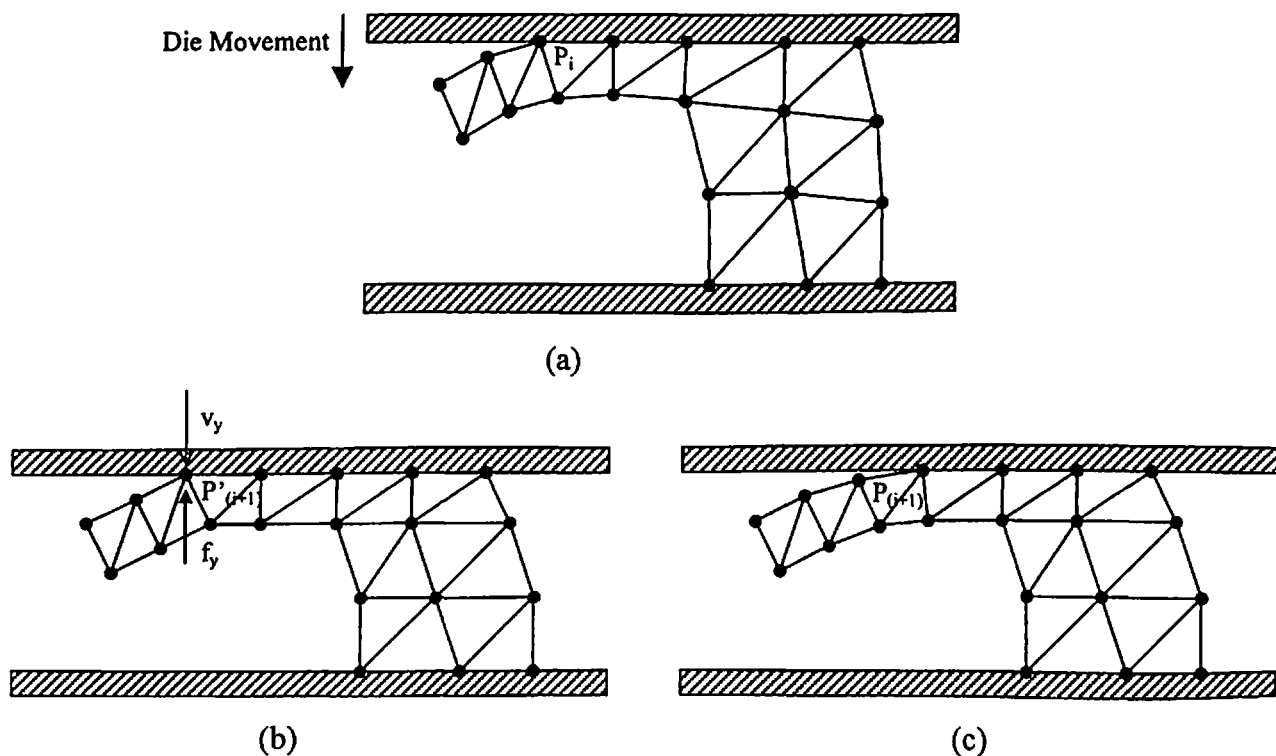 Die Movement
P_i
(a)
v_y
P'_(i+1)
f_y
P_(i+1)
(b)
(c)